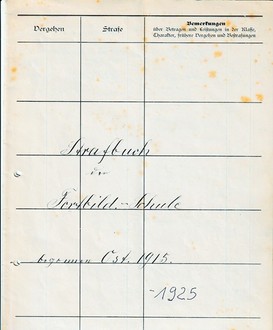 Vergehen Strafe Bemerkungen
über Betragen und Leistungen in der Klasse,
Charakter, frühere Vergehen und Bestrafungen
Strafbuch
der
Fortbild.-Schule
begonnen Oct. 1915.
-1925